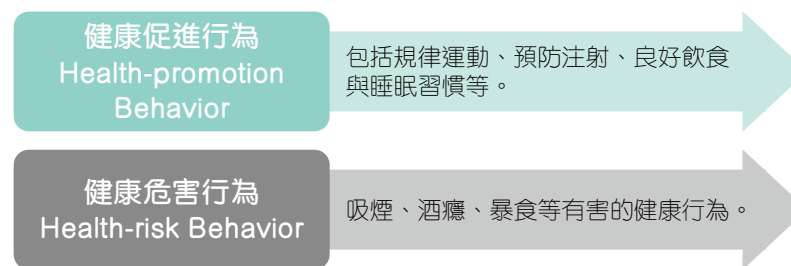 健康促進行為
Health-promotion
Behavior
包括規律運動、預防注射、良好飲食
與睡眠習慣等。
健康危害行為
Health-risk Behavior
吸煙、酒癮、暴食等有害的健康行為。